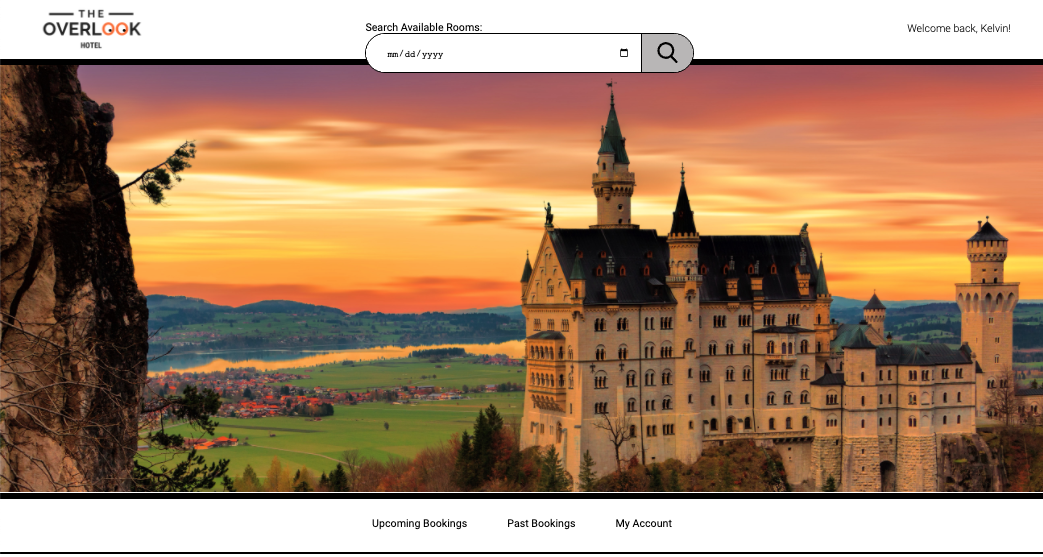 THE
OVERLOOK
HOTEL
Search Available Rooms:
mm/dd/yyyy
Welcome back, Kelvin!
Upcoming Bookings
Past Bookings
My Account